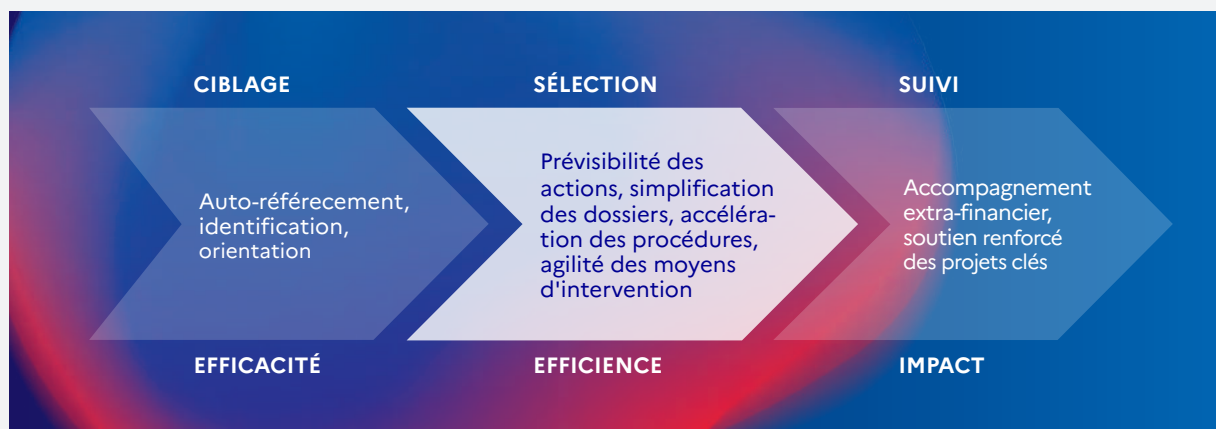 CIBLAGE
Auto-référecement,
identification,
orientation
EFFICACITÉ
SÉLECTION
Prévisibilité des
actions, simplification
des dossiers, accéléra-
tion des procédures,
agilité des moyens
d'intervention
EFFICIENCE
SUIVI
Accompagnement
extra-financier,
soutien renforcé
des projets clés
IMPACT